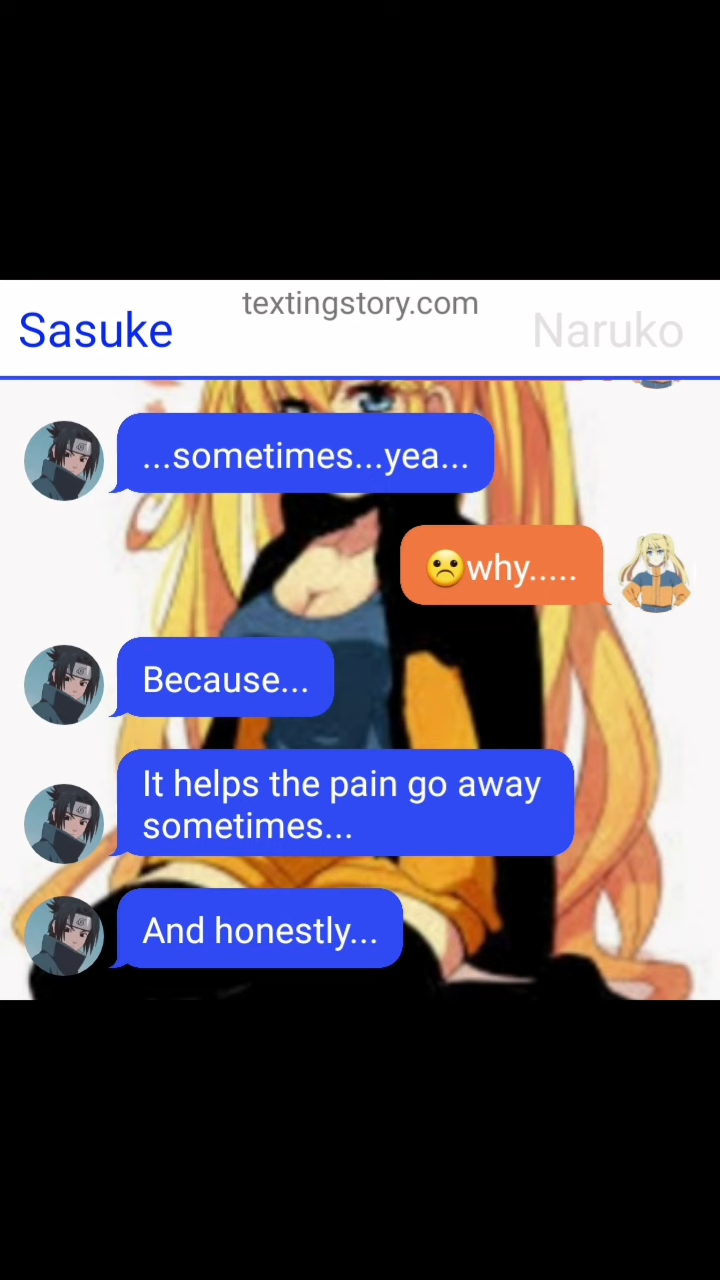 textingstory.com
Sasuke
Naruko
...sometimes...yea...
☹️why.....
Because...
It helps the pain go away
sometimes...
And honestly...